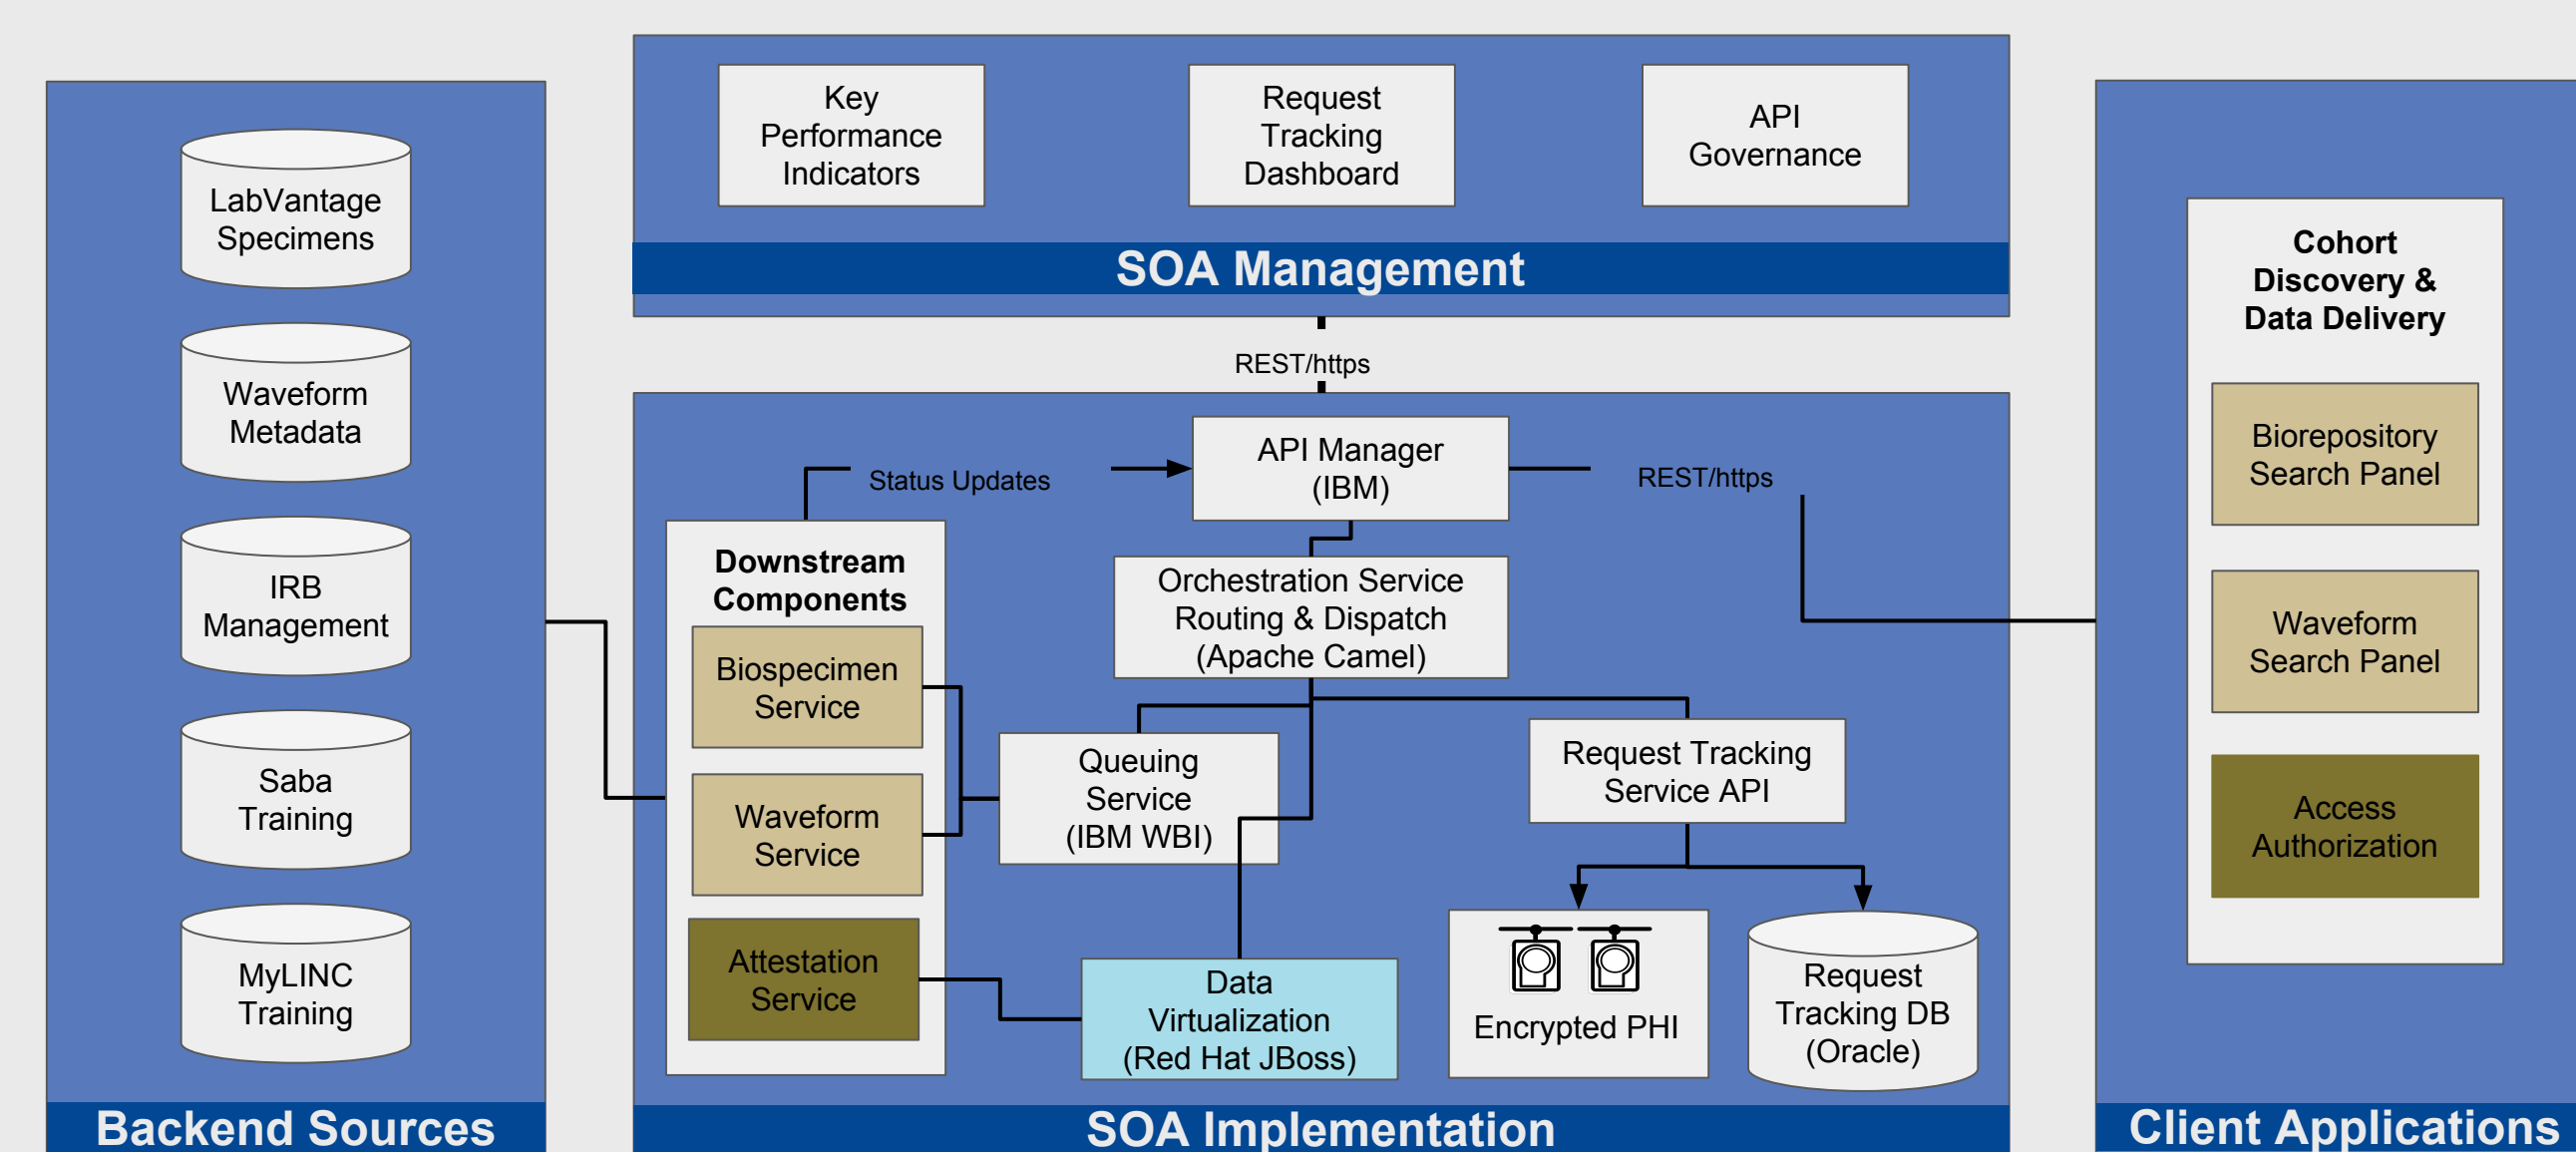 Key
Performance
Indicators
Request
Tracking
Dashboard
API
Governance
SOA Management
REST/https
LabVantage
Specimens
Waveform
Metadata
IRB
Management
Saba
Training
MyLINC
Training
Backend Sources
Status Updates
API Manager
(IBM)
REST/https
Downstream
Components
Biospecimen
Service
Waveform
Service
Attestation
Service
Orchestration Service
Routing & Dispatch
(Apache Camel)
Queuing
Service
(IBM WBI)
Request Tracking
Service API
Data
Virtualization
(Red Hat JBoss)
Encrypted PHI
Request
Tracking DB
(Oracle)
SOA Implementation
Cohort
Discovery &
Data Delivery
Biorepository
Search Panel
Waveform
Search Panel
Access
Authorization
Client Applications